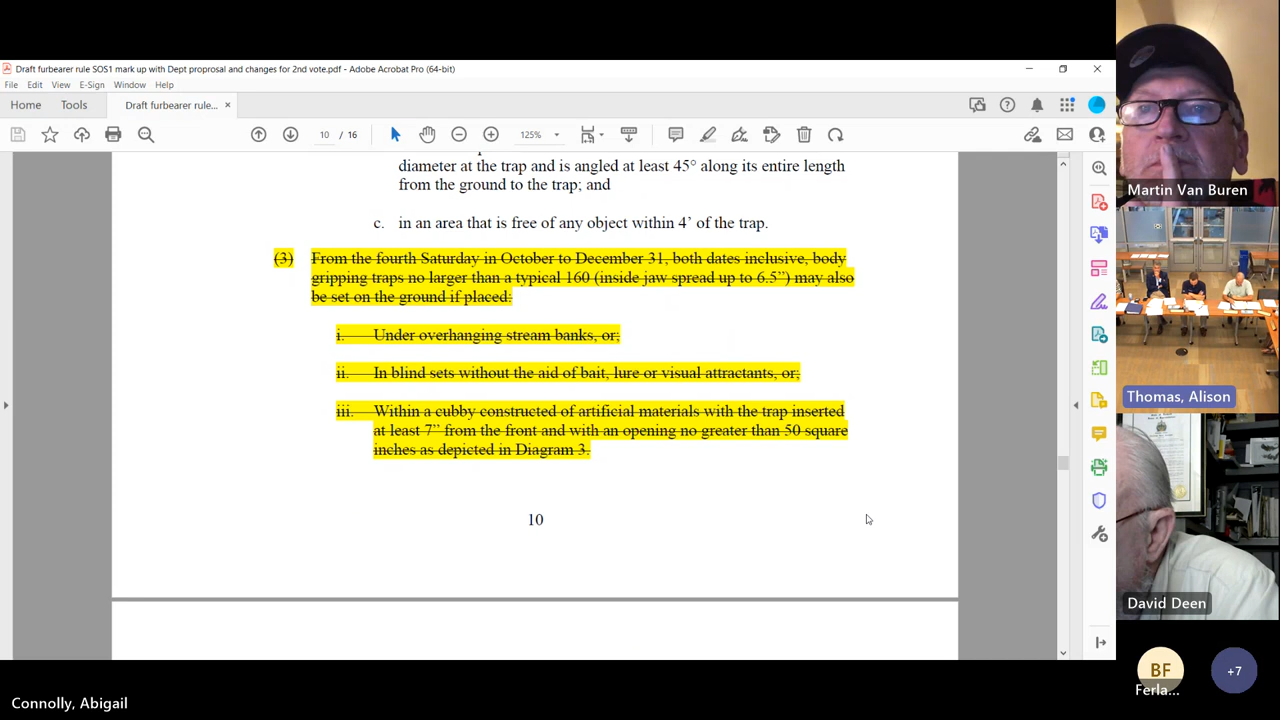 Draft furbearer rule SOS1 mark up with Dept proprosal and changes for 2nd vote.pdf - Adobe Acrobat Pro (64-bit)
File Edit View E-Sign Window Help
Home Tools Draft furbearer rule... ×
10 / 16 125%
diameter at the trap and is angled at least 45° along its entire length
from the ground to the trap; and
c. in an area that is free of any object within 4’ of the trap.
(3) From the fourth Saturday in October to December 31, both dates inclusive, body
gripping traps no larger than a typical 160 (inside jaw spread up to 6.5”) may also
be set on the ground if placed:
i. Under overhanging stream banks, or;
ii. In blind sets without the aid of bait, lure or visual attractants, or;
iii. Within a cubby constructed of artificial materials with the trap inserted
at least 7” from the front and with an opening no greater than 50 square
inches as depicted in Diagram 3.
10
Martin Van Buren
Thomas, Alison
David Deen
BF
Ferla...
+7
Connolly, Abigail